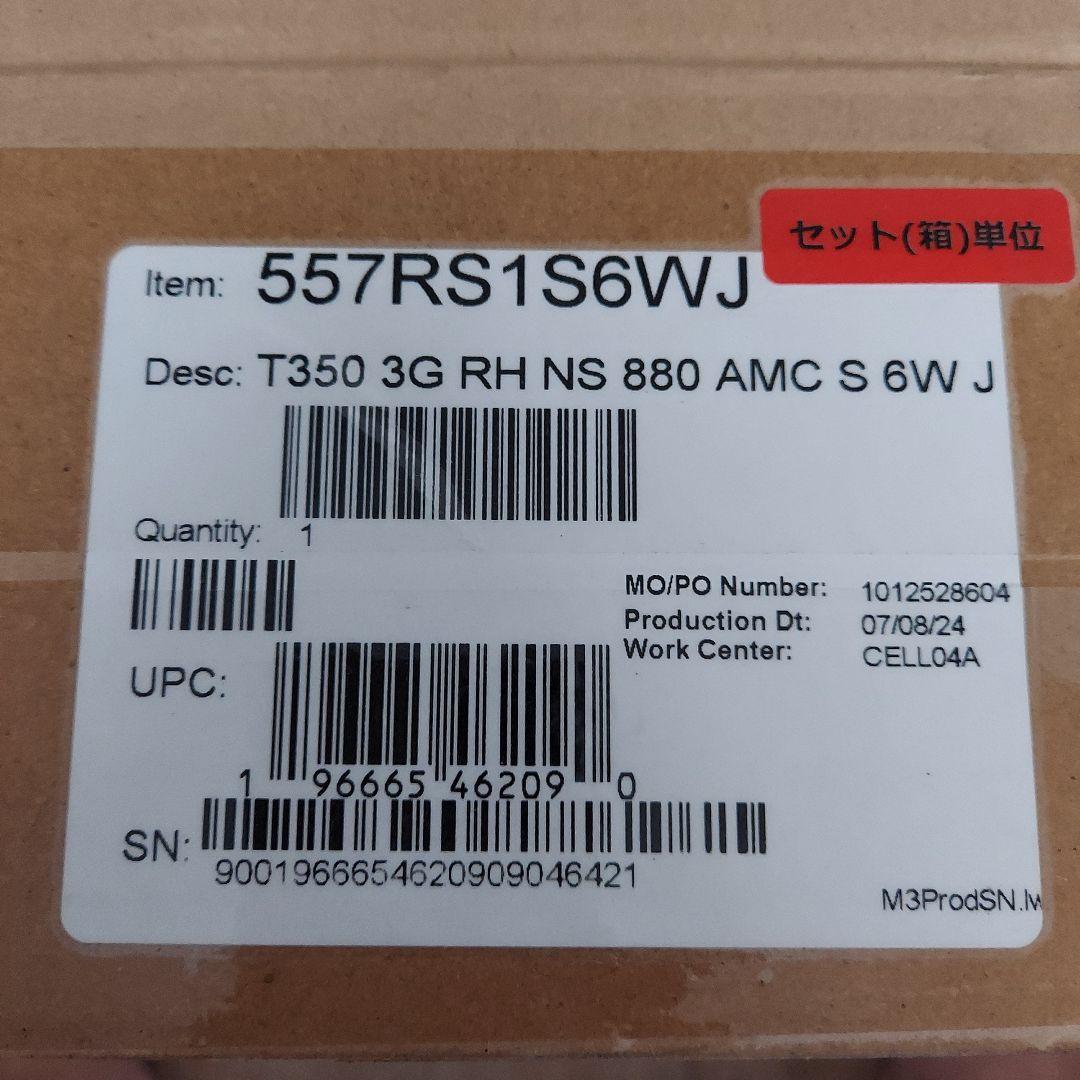 セット(箱)単位
Item: 557RS1S6WJ
Desc: T350 3G RH NS 880 AMC S 6W J
Quantity: 1
MO/PO Number: 1012528604
Production Dt: 07/08/24
Work Center: CELL04A
UPC:
1 96665 46209 0
SN:
9001966654620909046421
M3ProdSN.lw